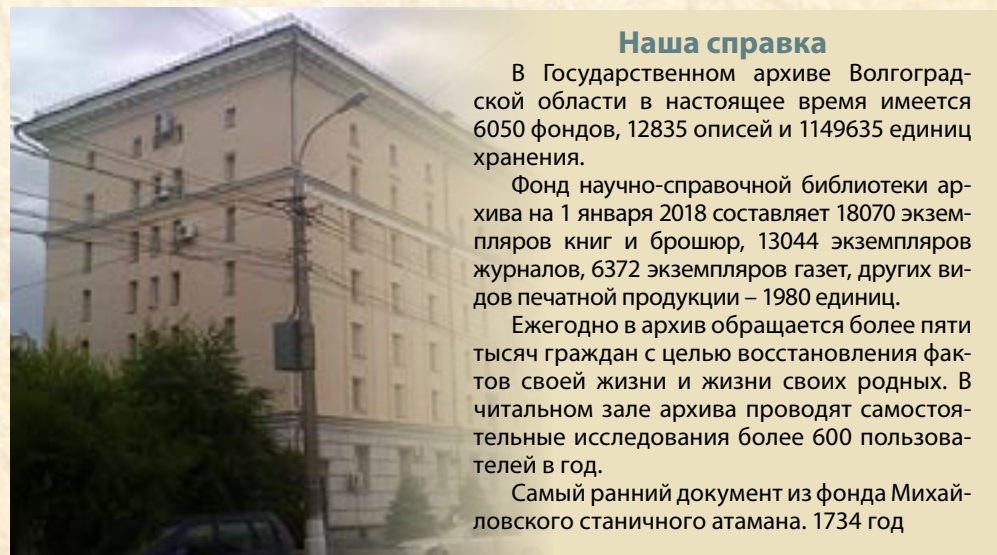 Наша справка
В Государственном архиве Волгоград-
ской области в настоящее время имеется
6050 фондов, 12835 описей и 1149635 единиц
хранения.
Фонд научно-справочной библиотеки ар-
хива на 1 января 2018 составляет 18070 экзем-
пляров книг и брошюр, 13044 экземпляров
журналов, 6372 экземпляров газет, других ви-
дов печатной продукции – 1980 единиц.
Ежегодно в архив обращается более пяти
тысяч граждан с целью восстановления фак-
тов своей жизни и жизни своих родных. В
читальном зале архива проводят самостоя-
тельные исследования более 600 пользова-
телей в год.
Самый ранний документ из фонда Михай-
ловского станичного атамана. 1734 год